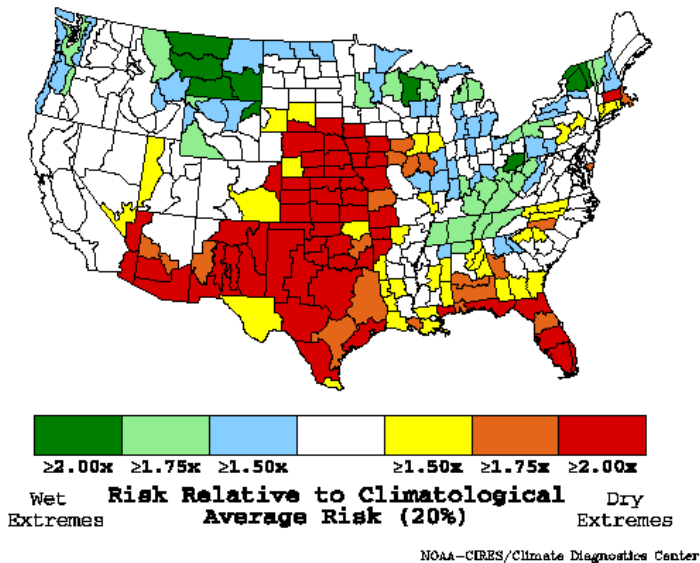 ≥2.00x ≥1.75x ≥1.50x ≥1.50x ≥1.75x ≥2.00x
Wet Extremes
Risk Relative to Climatological
Average Risk (20%)
Dry Extremes
NOAA-CIRES/Climate Diagnostics Center